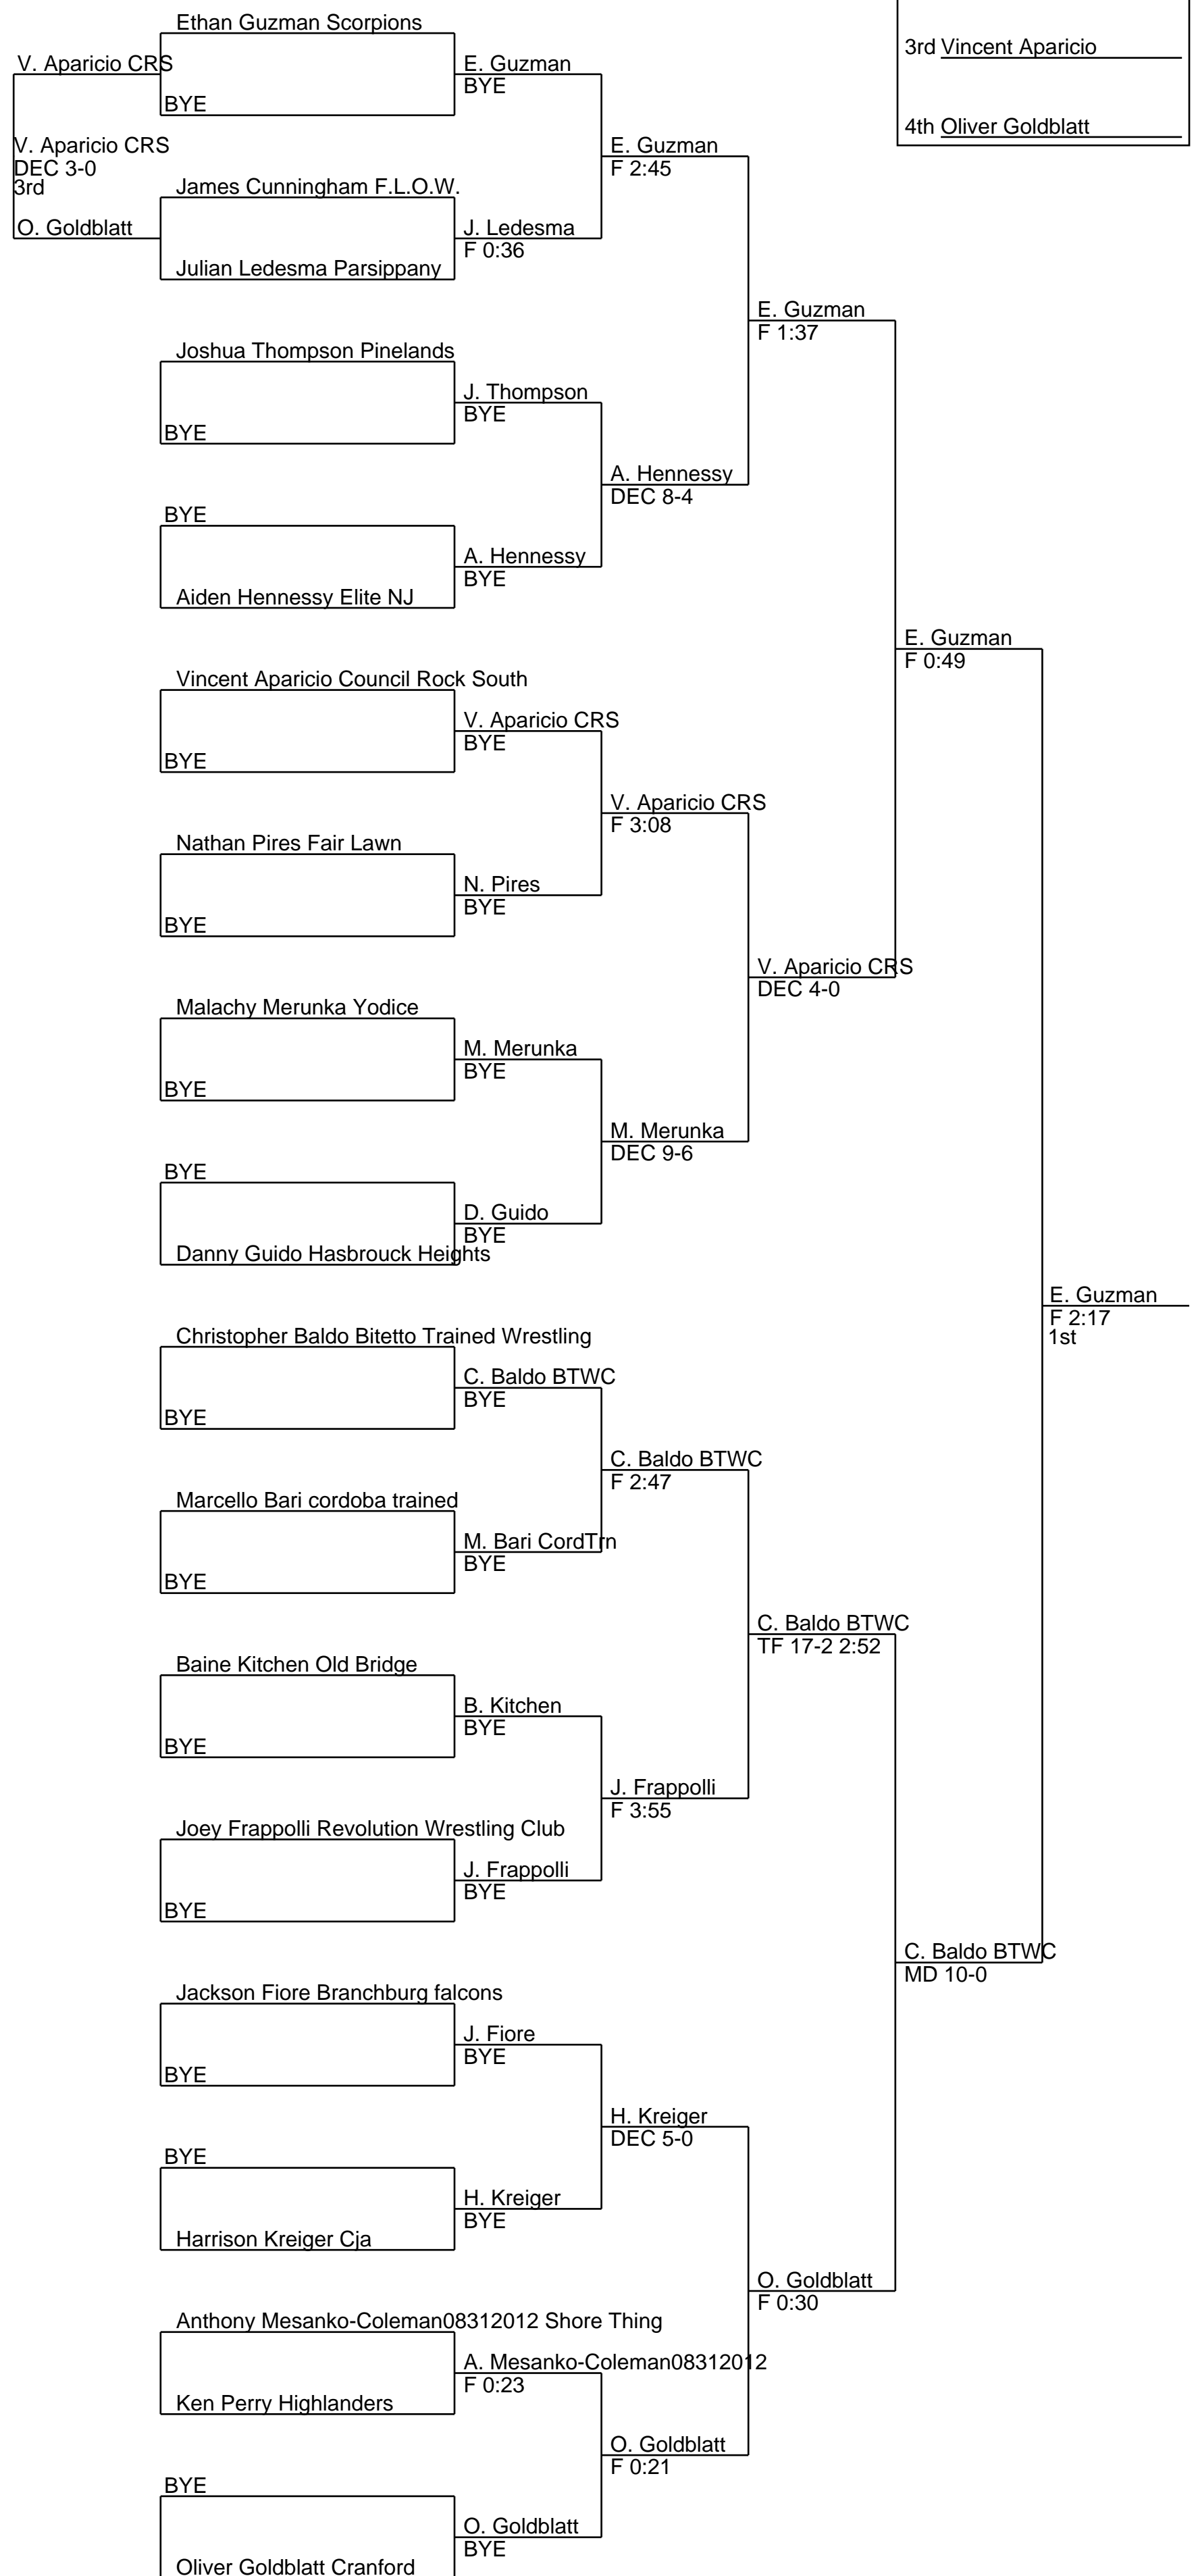 Ethan Guzman Scorpions
3rd Vincent Aparicio
V. Aparicio CRS
E. Guzman
BYE
BYE
4th Oliver Goldblatt
V. Aparicio CRS
DEC 3-0
3rd
E. Guzman
F 2:45
James Cunningham F.L.O.W.
O. Goldblatt
J. Ledesma
F 0:36
Julian Ledesma Parsippany
E. Guzman
F 1:37
Joshua Thompson Pinelands
J. Thompson
BYE
BYE
A. Hennessy
DEC 8-4
BYE
A. Hennessy
BYE
Aiden Hennessy Elite NJ
E. Guzman
F 0:49
Vincent Aparicio Council Rock South
V. Aparicio CRS
BYE
BYE
V. Aparicio CRS
F 3:08
Nathan Pires Fair Lawn
N. Pires
BYE
BYE
V. Aparicio CRS
DEC 4-0
Malachy Merunka Yodice
M. Merunka
BYE
BYE
M. Merunka
DEC 9-6
BYE
D. Guido
BYE
Danny Guido Hasbrouck Heights
E. Guzman
F 2:17
1st
Christopher Baldo Bitetto Trained Wrestling
C. Baldo BTWC
BYE
BYE
C. Baldo BTWC
F 2:47
Marcello Bari cordoba trained
M. Bari CordTrn
BYE
BYE
C. Baldo BTWC
TF 17-2 2:52
Baine Kitchen Old Bridge
B. Kitchen
BYE
BYE
J. Frappolli
F 3:55
Joey Frappolli Revolution Wrestling Club
J. Frappolli
BYE
BYE
C. Baldo BTWC
MD 10-0
Jackson Fiore Branchburg falcons
J. Fiore
BYE
BYE
H. Kreiger
DEC 5-0
BYE
H. Kreiger
BYE
Harrison Kreiger Cja
O. Goldblatt
F 0:30
Anthony Mesanko-Coleman08312012 Shore Thing
A. Mesanko-Coleman08312012
F 0:23
Ken Perry Highlanders
O. Goldblatt
F 0:21
BYE
O. Goldblatt
BYE
Oliver Goldblatt Cranford